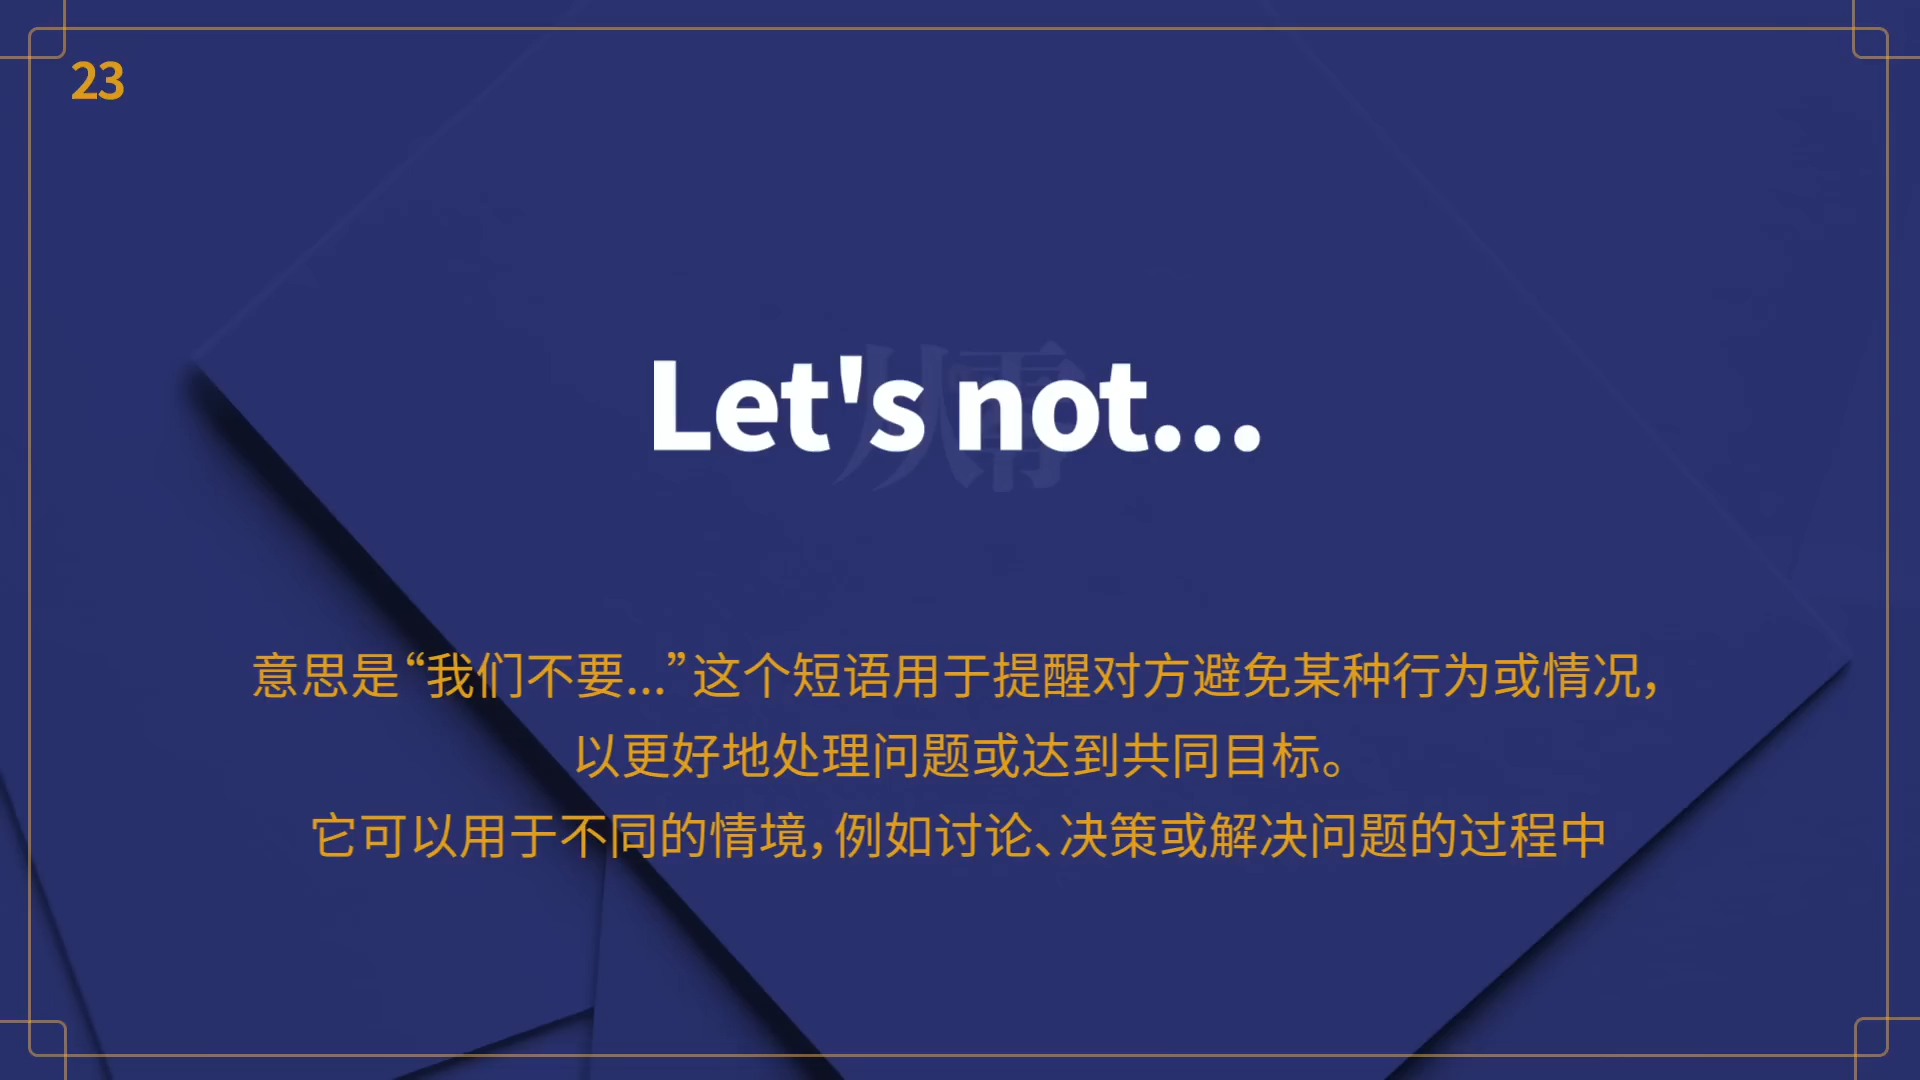 23
从零
Let's not...
意思是“我们不要...”这个短语用于提醒对方避免某种行为或情况，
以更好地处理问题或达到共同目标。
它可以用于不同的情境，例如讨论、决策或解决问题的过程中